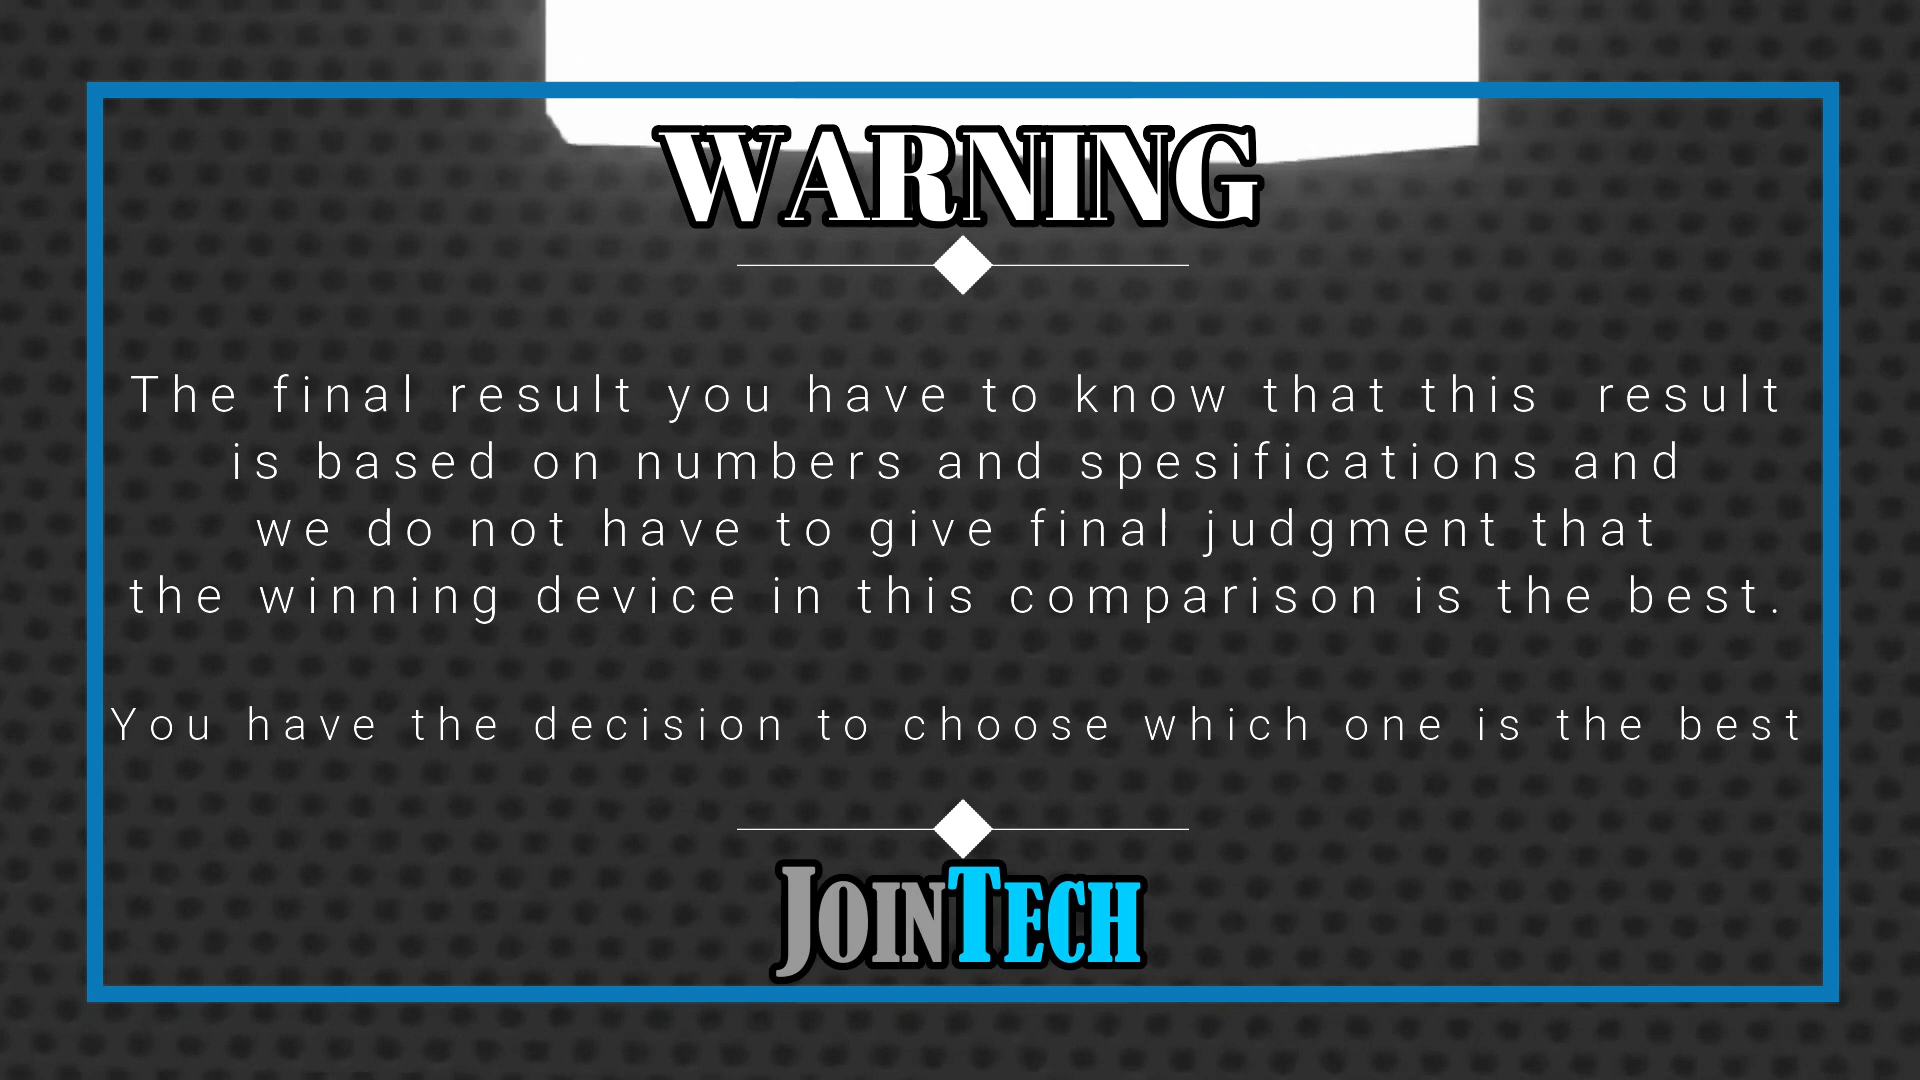 WARNING
The final result you have to know that this result
is based on numbers and spesifications and
we do not have to give final judgment that
the winning device in this comparison is the best.
You have the decision to choose which one is the best
JOINTECH